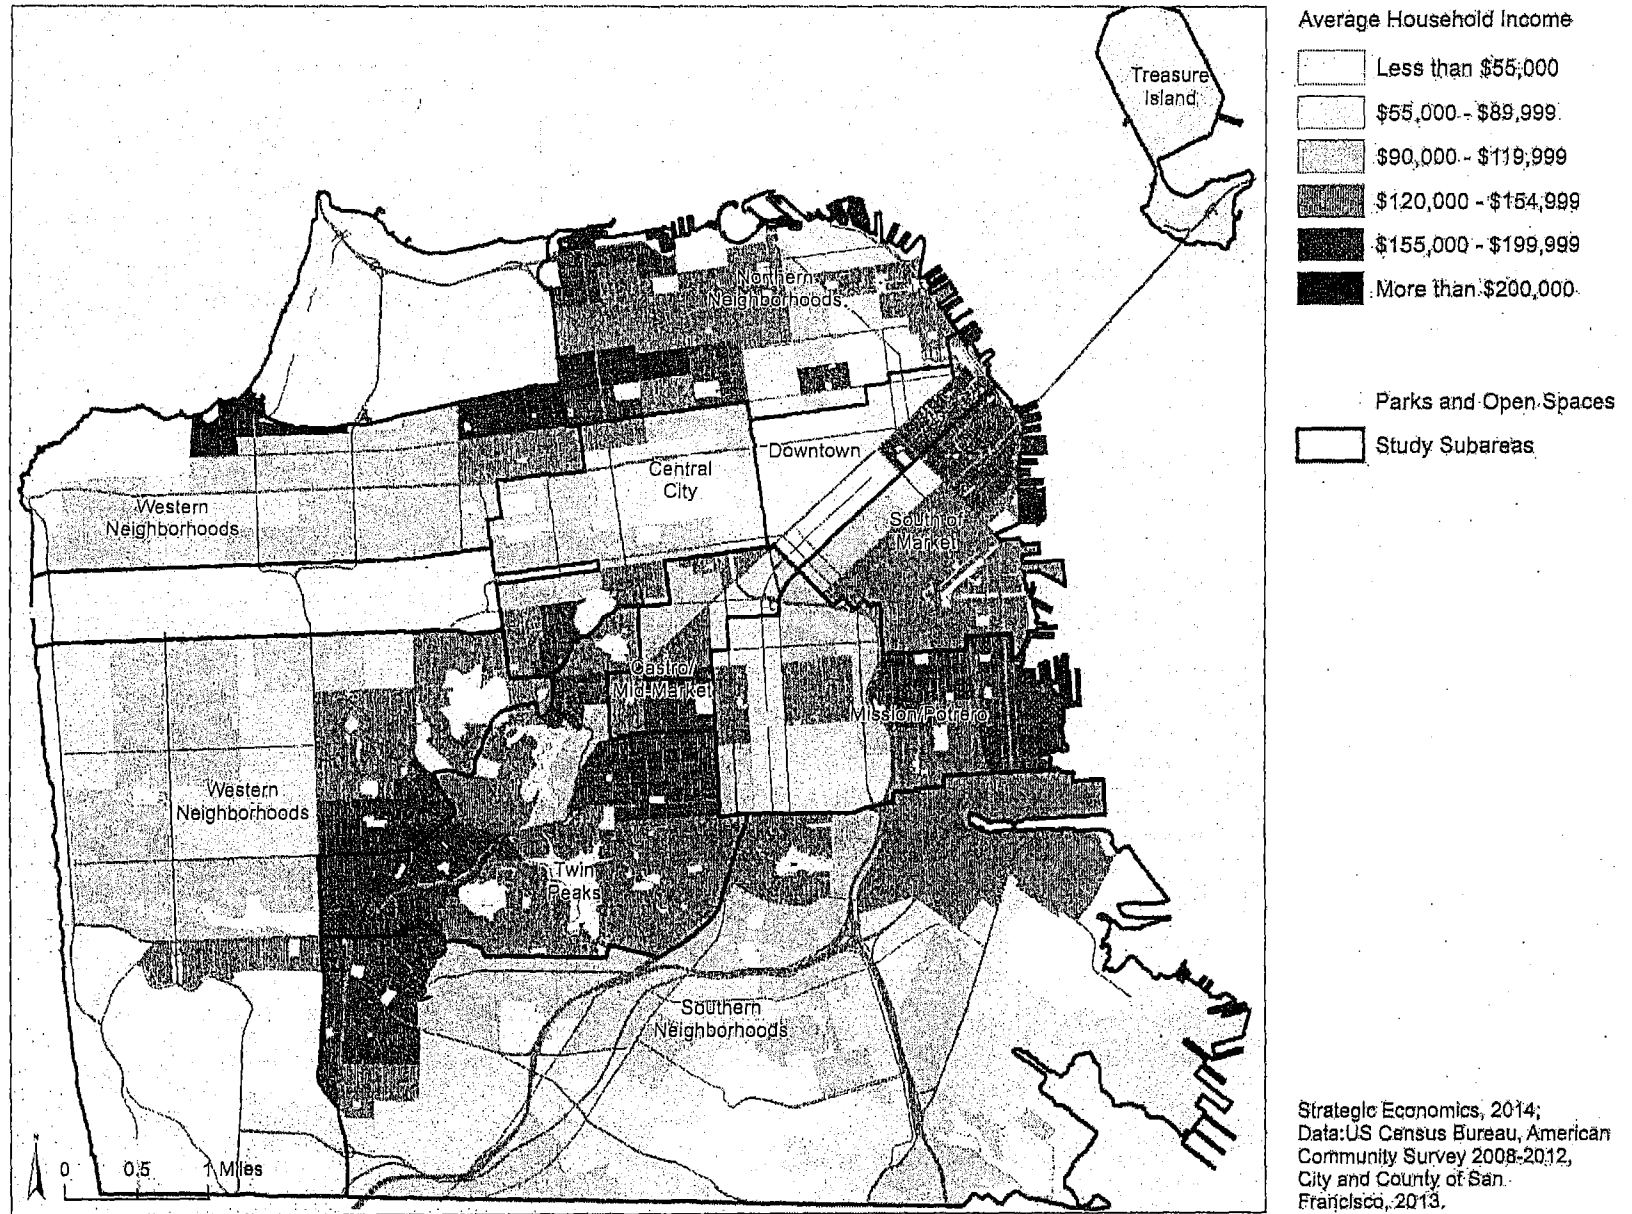 Average Household Income
Less than $55,000
$55,000 - $89,999
$90,000 - $119,999
$120,000 - $154,999
$155,000 - $199,999
More than $200,000
Parks and Open Spaces
Study Subareas
Treasure
Island
Northern
Neighborhoods
Downtown
Central
City
Western
Neighborhoods
South of
Market
Castro/
Mid-Market
Mission/Potrero
Western
Neighborhoods
Twin
Peaks
Southern
Neighborhoods
N
0 0.5 1 Miles
Strategic Economics, 2014;
Data:US Census Bureau, American
Community Survey 2008-2012,
City and County of San
Francisco, 2013.